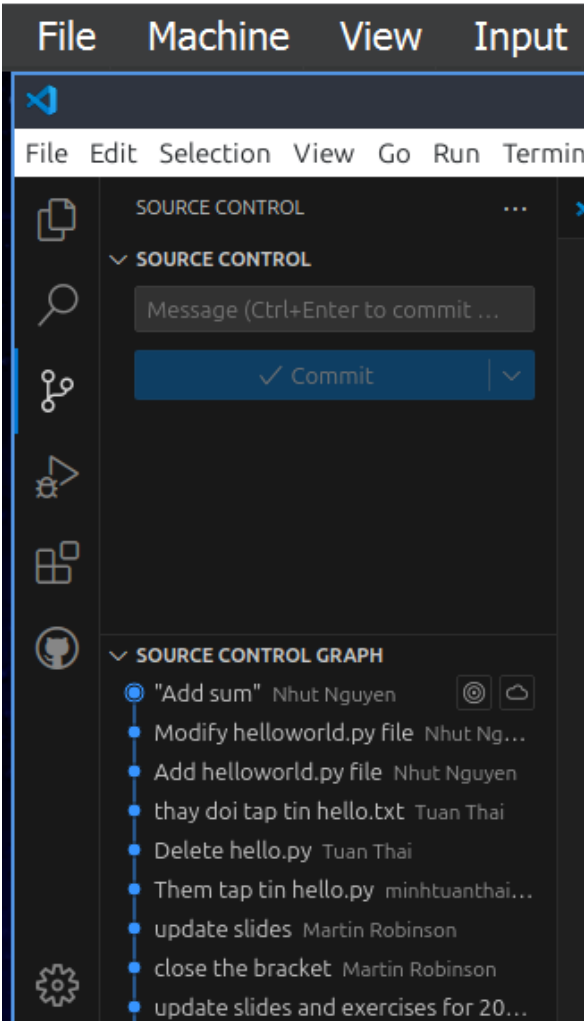 File Machine View Input
File Edit Selection View Go Run Termin
SOURCE CONTROL ...
SOURCE CONTROL
Message (Ctrl+Enter to commit ...
Commit
SOURCE CONTROL GRAPH
"Add sum" Nhut Nguyen
Modify helloworld.py file Nhut Ng...
Add helloworld.py file Nhut Nguyen
thay doi tap tin hello.txt Tuan Thai
Delete hello.py Tuan Thai
Them tap tin hello.py minhtuanthai...
update slides Martin Robinson
close the bracket Martin Robinson
update slides and exercises for 20...